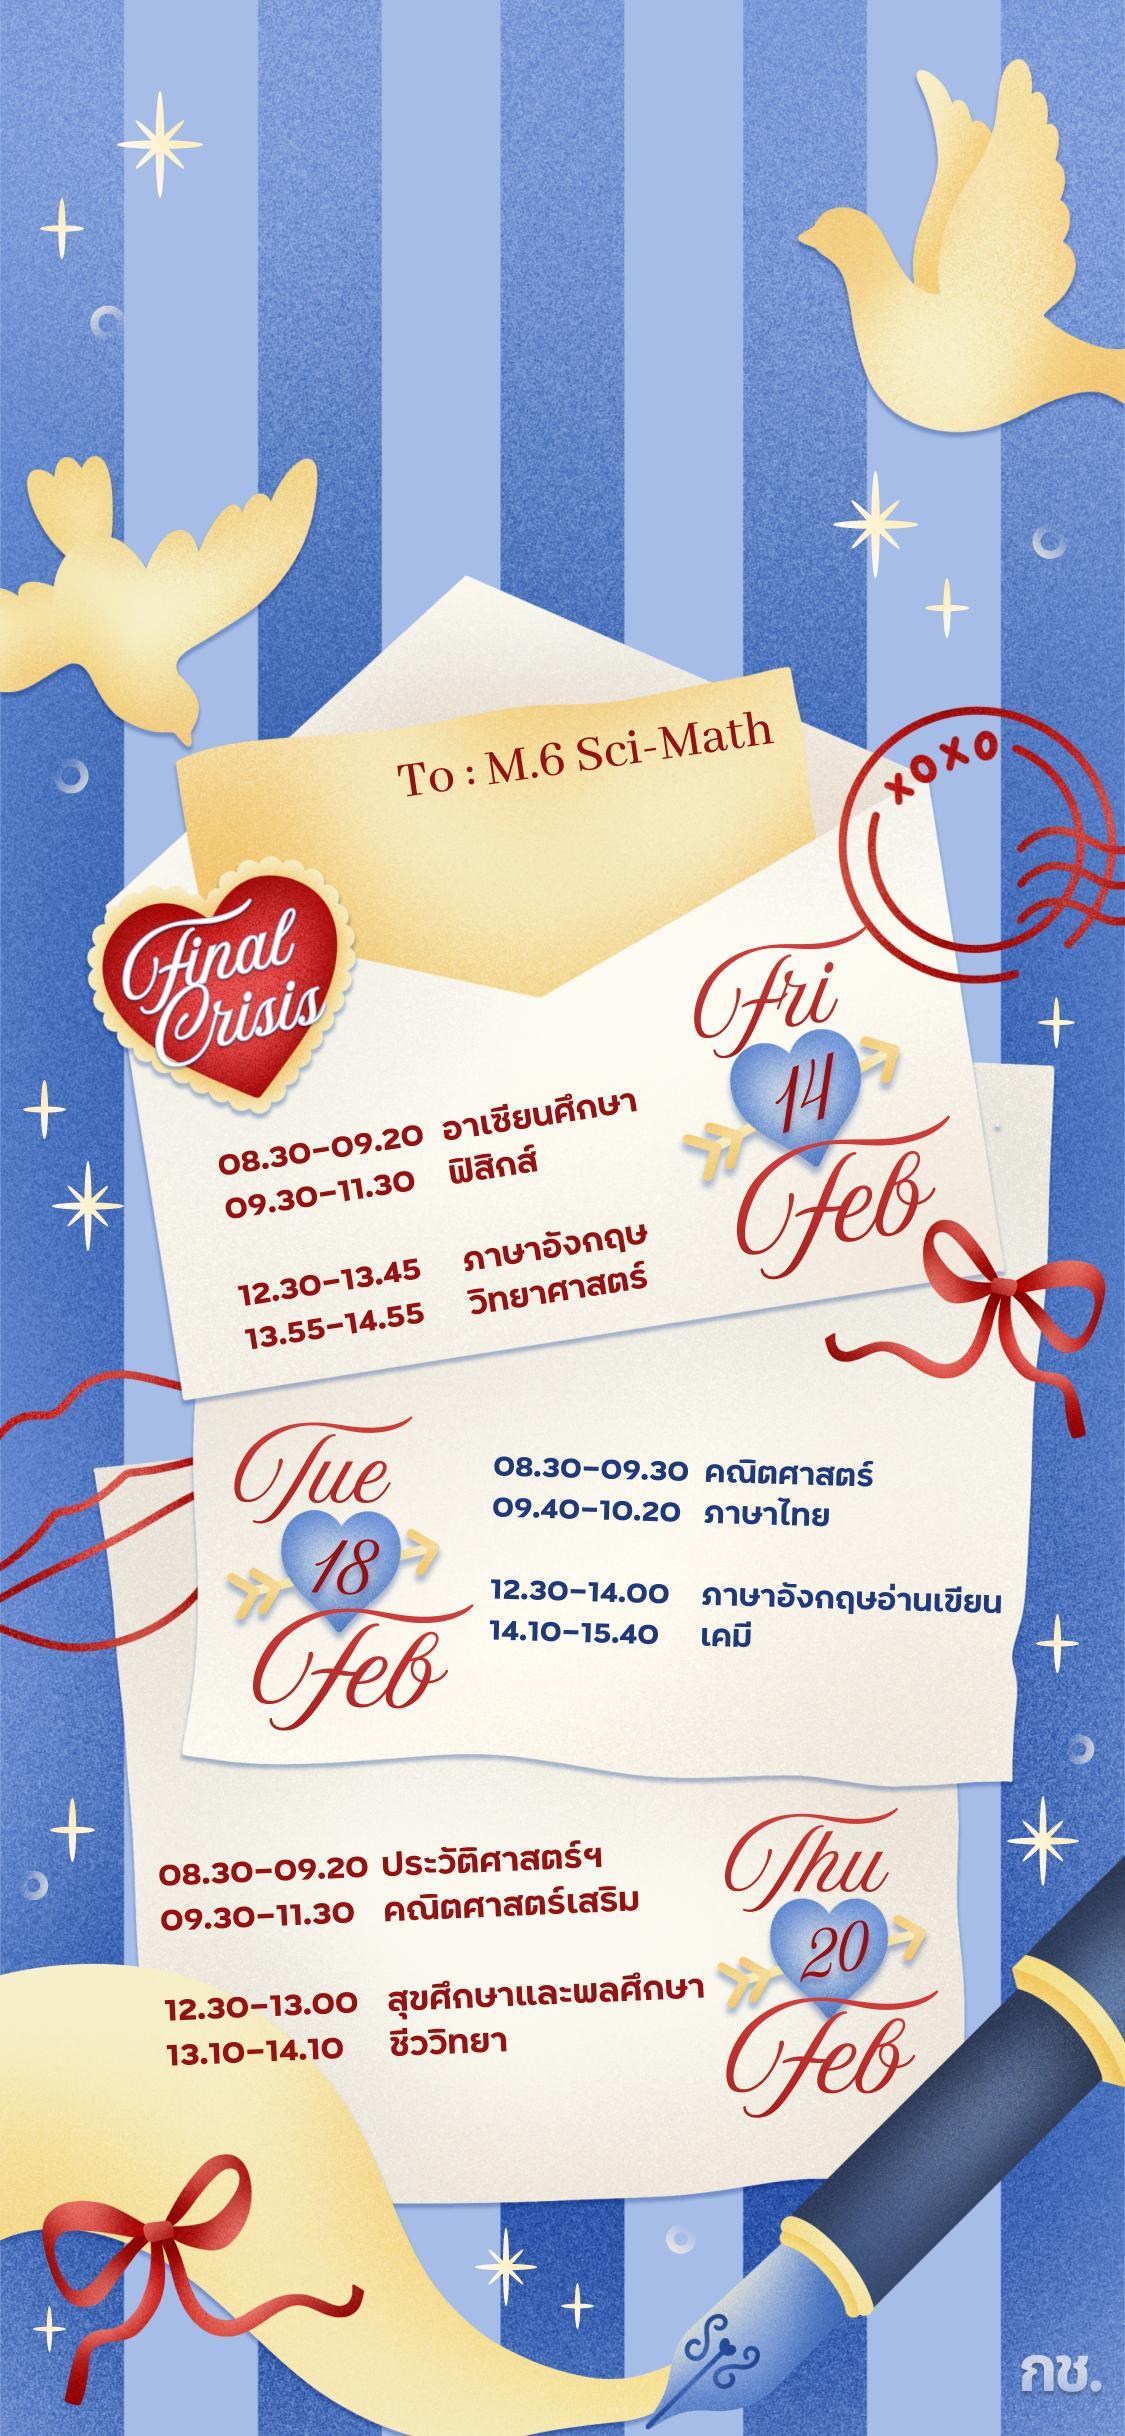 To : M.6 Sci-Math
xoxo
Final
Crisis
Fri
14
Feb
08.30-09.20 อาเซียนศึกษา
09.30-11.30 ฟิสิกส์
12.30-13.45 ภาษาอังกฤษ
13.55-14.55 วิทยาศาสตร์
Tue
18
Feb
08.30-09.30 คณิตศาสตร์
09.40-10.20 ภาษาไทย
12.30-14.00 ภาษาอังกฤษอ่านเขียน
14.10-15.40 เคมี
Thu
20
Feb
08.30-09.20 ประวัติศาสตร์ฯ
09.30-11.30 คณิตศาสตร์เสริม
12.30-13.00 สุขศึกษาและพลศึกษา
13.10-14.10 ชีววิทยา
กช.